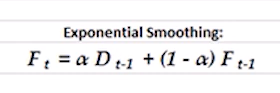 Exponential Smoothing:
F t = α D t-1 + (1 - α) F t-1